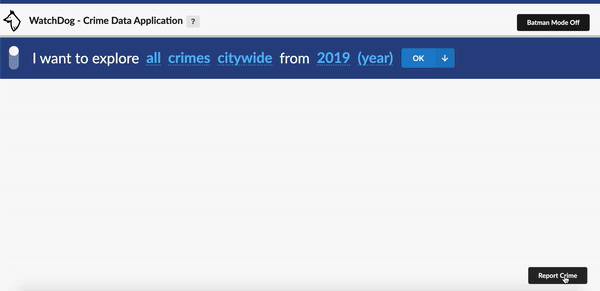 WatchDog - Crime Data Application ?
Batman Mode Off
I want to explore all crimes citywide from 2019 (year) OK
Report Crime